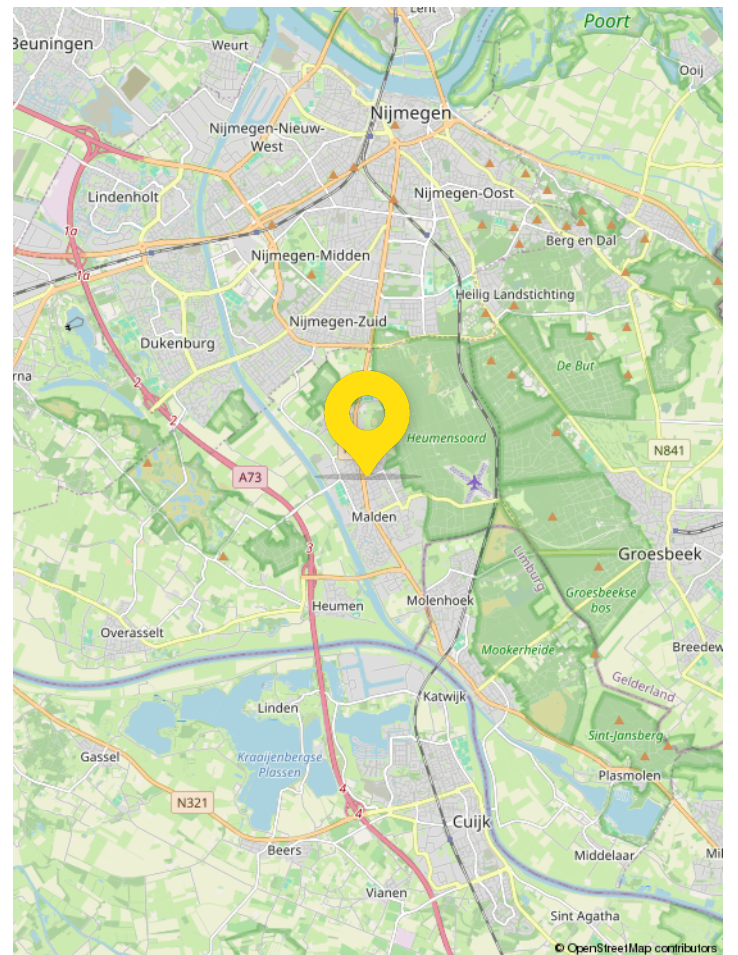 Lent
Poort
Beuningen
Weurt
Ooij
Nijmegen
Nijmegen-Nieuw-
West
Lindenholt
Nijmegen-Oost
1a
Berg en Dal
Nijmegen-Midden
1a
Heilig Landstichting
Nijmegen-Zuid
Dukenburg
De But
rna
2
2
Heumensoord
N841
A73
Malden
3
Limburg
Groesbeek
Groesbeekse
bos
Heumen
Molenhoek
Overasselt
Breedew
Mookerheide
Gelderland
Katwijk
Linden
Sint-Jansberg
Gassel
Kraaijenbergse
Plassen
Plasmolen
4
N321
4
Cuijk
Beers
Middelaar
Mil
Vianen
Sint Agatha
© OpenStreetMap contributors